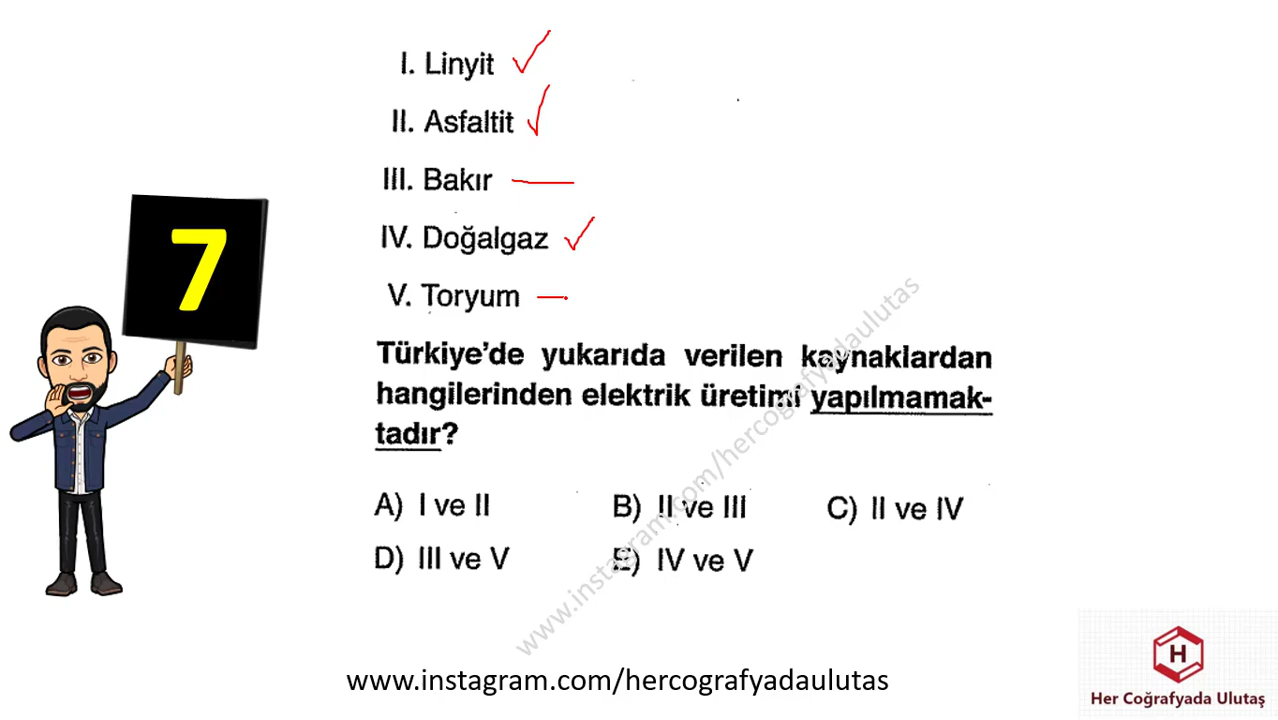 I. Linyit
II. Asfaltit
III. Bakır
IV. Doğalgaz
V. Toryum
7
Türkiye'de yukarıda verilen kaynaklardan
hangilerinden elektrik üretimi yapılmamak-
tadır?
A) I ve II B) II ve III C) II ve IV
D) III ve V E) IV ve V
www.instagram.com/hercografyadaulutas
www.instagram.com/hercografyadaulutas
H
Her Coğrafyada Ulutaş